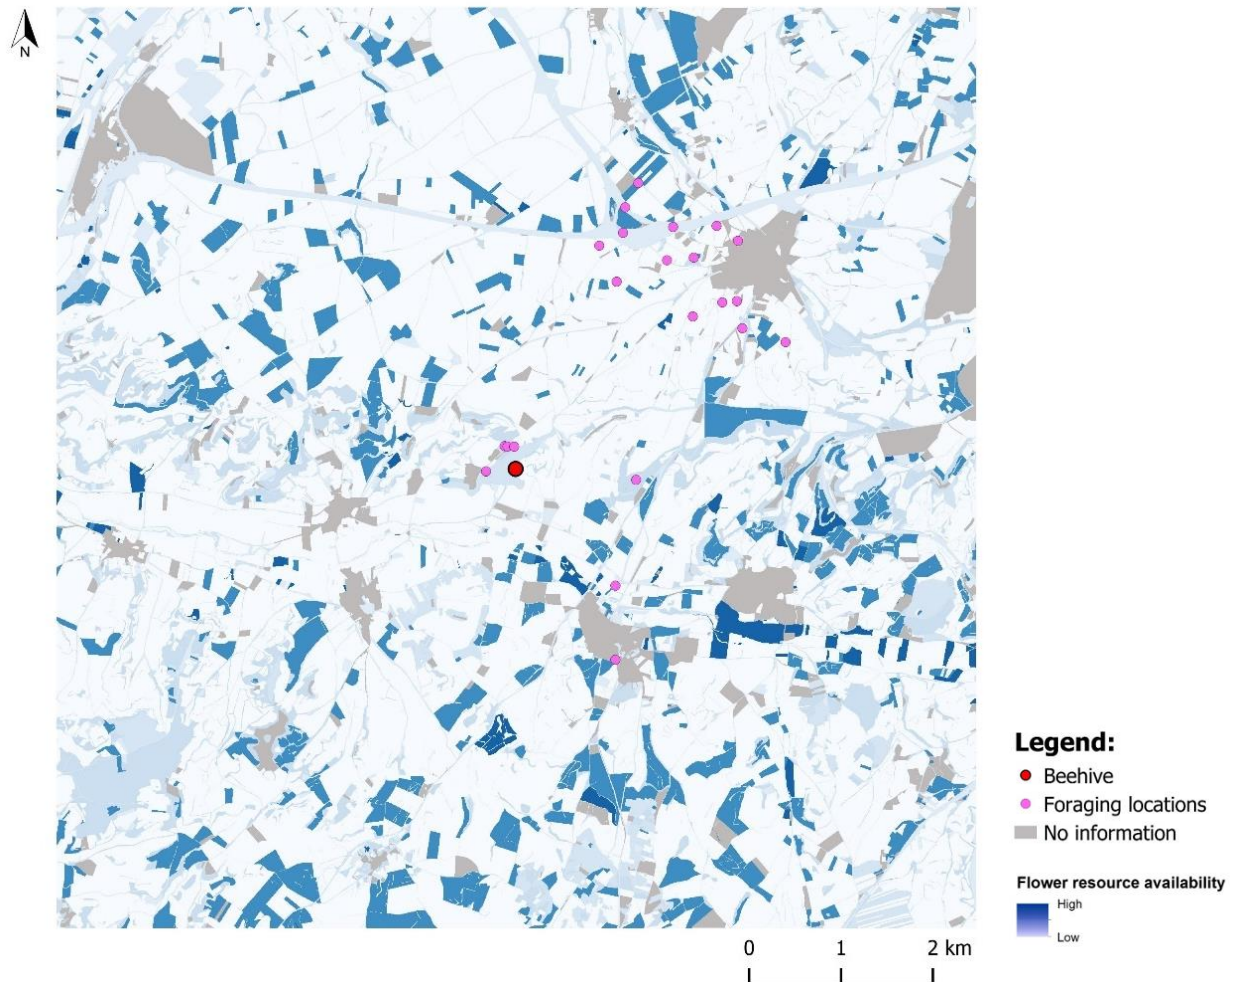 N
Legend:
Beehive
Foraging locations
No information
Flower resource availability
High
Low
0 1 2 km